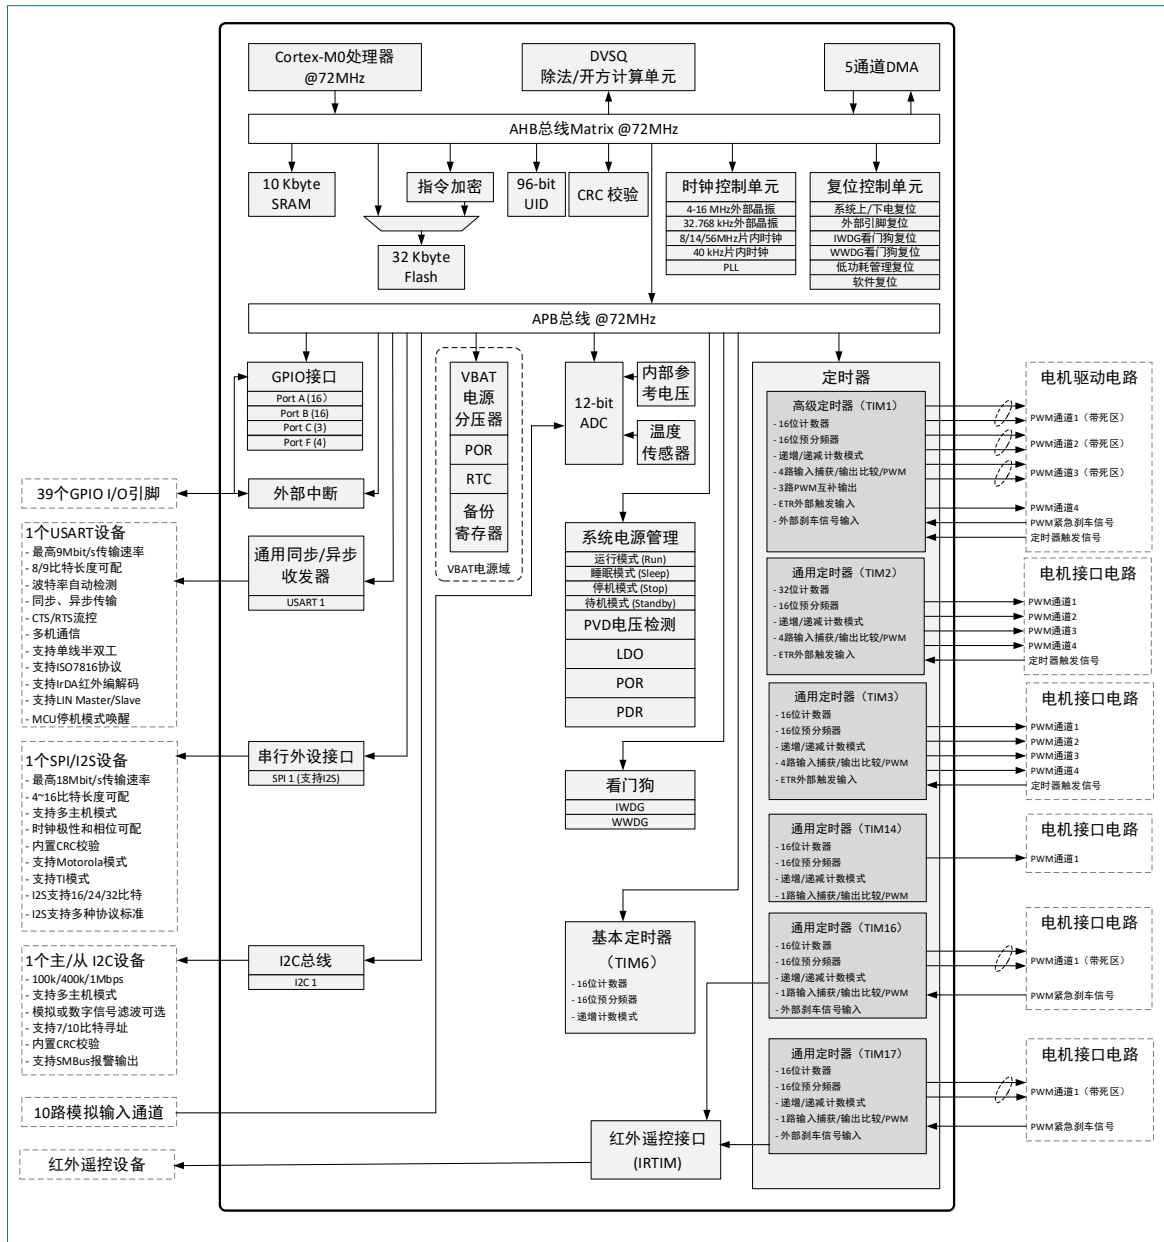 Cortex-M0处理器
@72MHz
DVSQ
除法/开方计算单元
5通道DMA
AHB总线Matrix @72MHz
10 Kbyte
SRAM
指令加密
96-bit
UID
CRC 校验
32 Kbyte
Flash
时钟控制单元
4-16 MHz外部晶振
32.768 kHz外部晶振
8/14/56MHz片内时钟
40 kHz片内时钟
PLL
复位控制单元
系统上/下电复位
外部引脚复位
IWDG看门狗复位
WWDG看门狗复位
低功耗管理复位
软件复位
APB总线 @72MHz
GPIO接口
Port A (16）
Port B (16)
Port C (3)
Port F (4)
外部中断
39个GPIO I/O引脚
VBAT
电源
分压器
POR
RTC
备份
寄存器
VBAT电源域
12-bit
ADC
内部参
考电压
温度
传感器
1个USART设备
- 最高9Mbit/s传输速率
- 8/9比特长度可配
- 波特率自动检测
- 同步、异步传输
- CTS/RTS流控
- 多机通信
- 支持单线半双工
- 支持ISO7816协议
- 支持IrDA红外编解码
- 支持LIN Master/Slave
- MCU停机模式唤醒
通用同步/异步
收发器
USART 1
系统电源管理
运行模式 (Run)
睡眠模式 (Sleep)
停机模式 (Stop)
待机模式 (Standby)
PVD电压检测
LDO
POR
PDR
1个SPI/I2S设备
- 最高18Mbit/s传输速率
- 4~16比特长度可配
- 支持多主机模式
- 时钟极性和相位可配
- 内置CRC校验
- 支持Motorola模式
- 支持TI模式
- I2S支持16/24/32比特
- I2S支持多种协议标准
串行外设接口
SPI 1 (支持I2S)
看门狗
IWDG
WWDG
1个主/从 I2C设备
- 100k/400k/1Mbps
- 支持多主机模式
- 模拟或数字信号滤波可选
- 支持7/10比特寻址
- 内置CRC校验
- 支持SMBus报警输出
I2C总线
I2C 1
基本定时器
（TIM6）
- 16位计数器
- 16位预分频器
- 递增计数模式
10路模拟输入通道
红外遥控设备
红外遥控接口
(IRTIM)
定时器
高级定时器（TIM1）
- 16位计数器
- 16位预分频器
- 递增/递减计数模式
- 4路输入捕获/输出比较/PWM
- 3路PWM互补输出
- ETR外部触发输入
- 外部刹车信号输入
电机驱动电路
PWM通道1（带死区）
PWM通道2（带死区）
PWM通道3（带死区）
PWM通道4
PWM紧急刹车信号
定时器触发信号
通用定时器（TIM2）
- 32位计数器
- 16位预分频器
- 递增/递减计数模式
- 4路输入捕获/输出比较/PWM
- ETR外部触发输入
电机接口电路
PWM通道1
PWM通道2
PWM通道3
PWM通道4
定时器触发信号
通用定时器（TIM3）
- 16位计数器
- 16位预分频器
- 递增/递减计数模式
- 4路输入捕获/输出比较/PWM
- ETR外部触发输入
电机接口电路
PWM通道1
PWM通道2
PWM通道3
PWM通道4
定时器触发信号
通用定时器（TIM14）
- 16位计数器
- 16位预分频器
- 递增/递减计数模式
- 1路输入捕获/输出比较/PWM
电机接口电路
PWM通道1
通用定时器（TIM16）
- 16位计数器
- 16位预分频器
- 递增/递减计数模式
- 1路输入捕获/输出比较/PWM
- 外部刹车信号输入
电机接口电路
PWM通道1（带死区）
PWM紧急刹车信号
通用定时器（TIM17）
- 16位计数器
- 16位预分频器
- 递增/递减计数模式
- 1路输入捕获/输出比较/PWM
- 外部刹车信号输入
电机接口电路
PWM通道1（带死区）
PWM紧急刹车信号